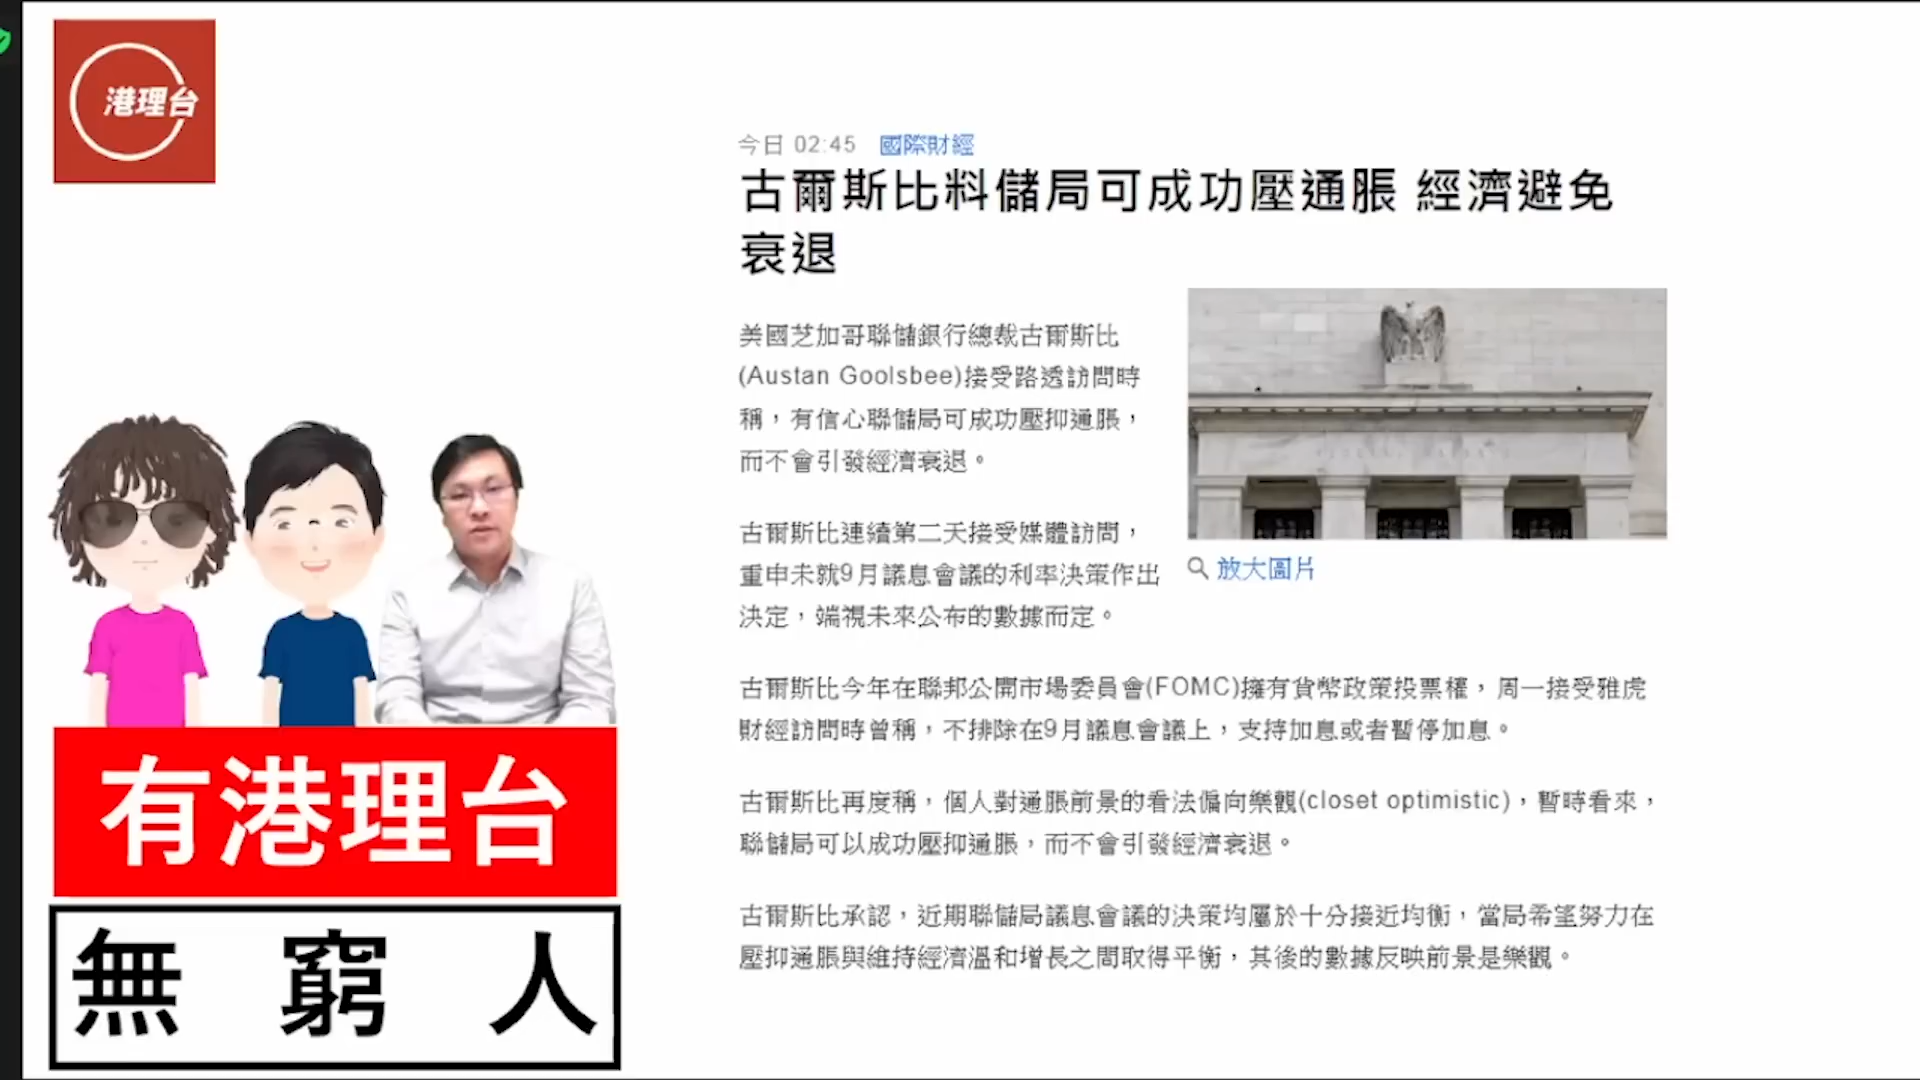 港理台
今日 02:45 國際財經
古爾斯比料儲局可成功壓通脹 經濟避免
衰退
美國芝加哥聯儲銀行總裁古爾斯比
(Austan Goolsbee)接受路透訪問時
稱，有信心聯儲局可成功壓抑通脹，
而不會引發經濟衰退。
放大圖片
古爾斯比連續第二天接受媒體訪問，
重申未就9月議息會議的利率決策作出
決定，端視未來公布的數據而定。
古爾斯比今年在聯邦公開市場委員會(FOMC)擁有貨幣政策投票權，周一接受雅虎
財經訪問時曾稱，不排除在9月議息會議上，支持加息或者暫停加息。
古爾斯比再度稱，個人對通脹前景的看法偏向樂觀(closet optimistic)，暫時看來，
聯儲局可以成功壓抑通脹，而不會引發經濟衰退。
古爾斯比承認，近期聯儲局議息會議的決策均屬於十分接近均衡，當局希望努力在
壓抑通脹與維持經濟溫和增長之間取得平衡，其後的數據反映前景是樂觀。
有港理台
無窮人